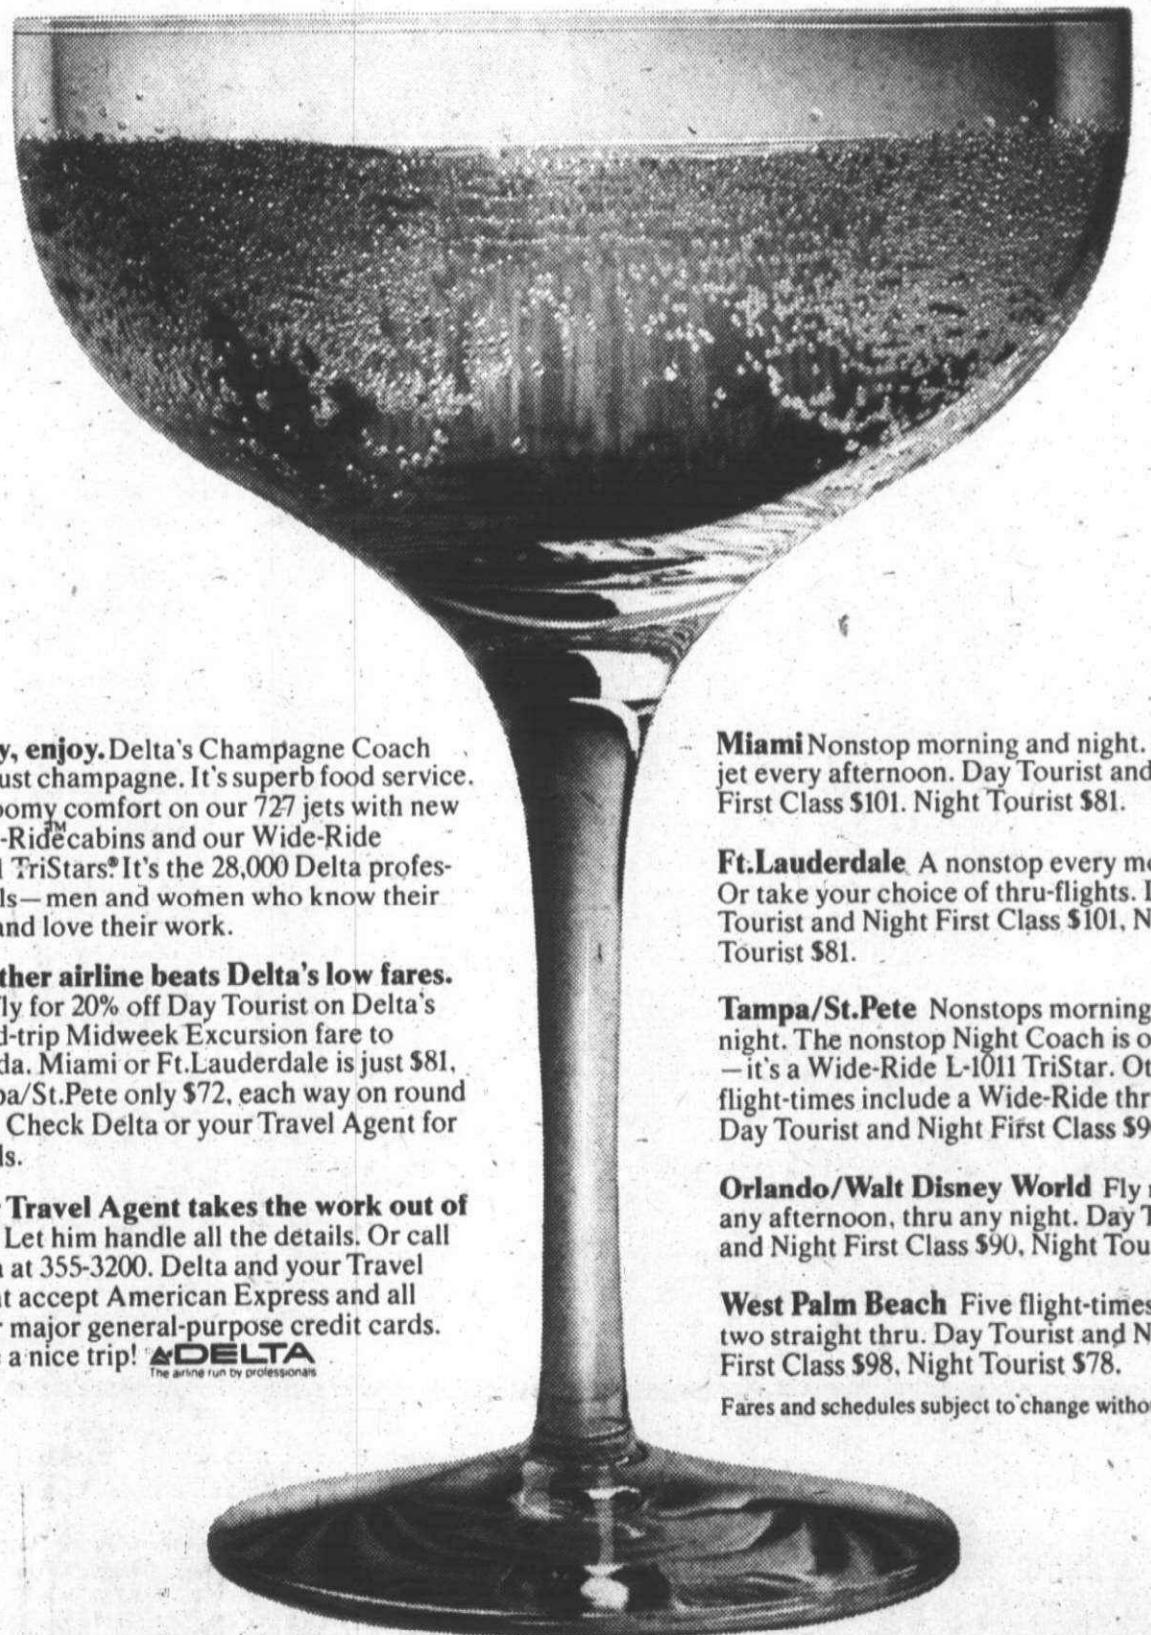 y, enjoy. Delta's Champagne Coach
ust champagne. It's superb food service.
oomy comfort on our 727 jets with new
-Ride™ cabins and our Wide-Ride
TriStars.® It's the 28,000 Delta profes-
ls—men and women who know their
and love their work.
ther airline beats Delta's low fares.
ly for 20% off Day Tourist on Delta's
d-trip Midweek Excursion fare to
da. Miami or Ft.Lauderdale is just $81,
pa/St.Pete only $72, each way on round
Check Delta or your Travel Agent for
ls.
Travel Agent takes the work out of
Let him handle all the details. Or call
a at 355-3200. Delta and your Travel
nt accept American Express and all
r major general-purpose credit cards.
e a nice trip! DELTA
The airline run by professionals
Miami Nonstop morning and night.
jet every afternoon. Day Tourist and
First Class $101. Night Tourist $81.
Ft.Lauderdale A nonstop every mo
Or take your choice of thru-flights.
Tourist and Night First Class $101, N
Tourist $81.
Tampa/St.Pete Nonstops morning
night. The nonstop Night Coach is o
—it's a Wide-Ride L-1011 TriStar. Ot
flight-times include a Wide-Ride thr
Day Tourist and Night First Class $9
Orlando/Walt Disney World Fly
any afternoon, thru any night. Day T
and Night First Class $90, Night Tou
West Palm Beach Five flight-times
two straight thru. Day Tourist and N
First Class $98, Night Tourist $78.
Fares and schedules subject to change witho